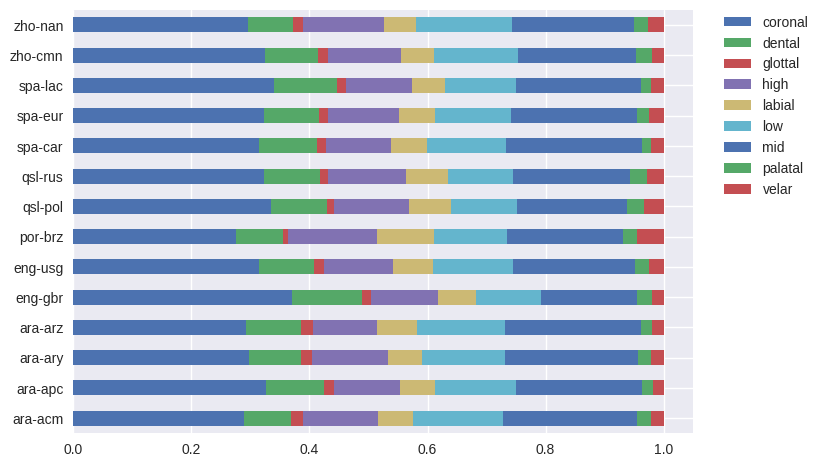 zho-nan
zho-cmn
spa-lac
spa-eur
spa-car
qsl-rus
qsl-pol
por-brz
eng-usg
eng-gbr
ara-arz
ara-ary
ara-apc
ara-acm
0.0 0.2 0.4 0.6 0.8 1.0
coronal
dental
glottal
high
labial
low
mid
palatal
velar